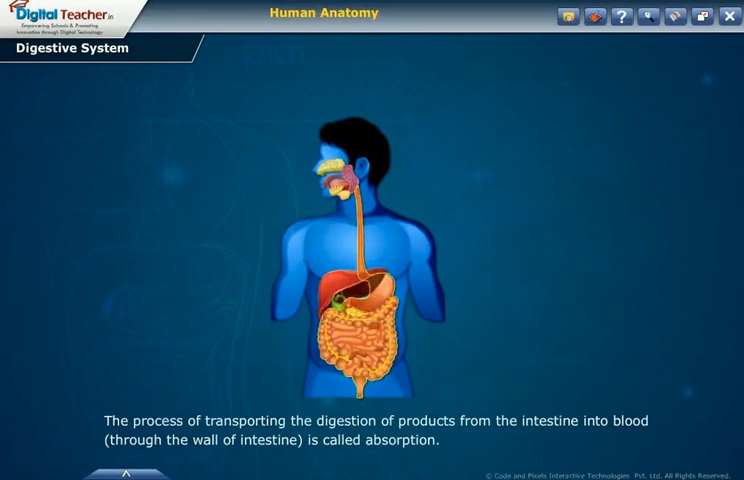 Digital Teacher.in
Empowering Schools & Promoting
Innovation through Digital Technology
Human Anatomy
?
Digestive System
The process of transporting the digestion of products from the intestine into blood
(through the wall of intestine) is called absorption.
© Code and Pixels Interactive Technologies Pvt. Ltd. All Rights Reserved.